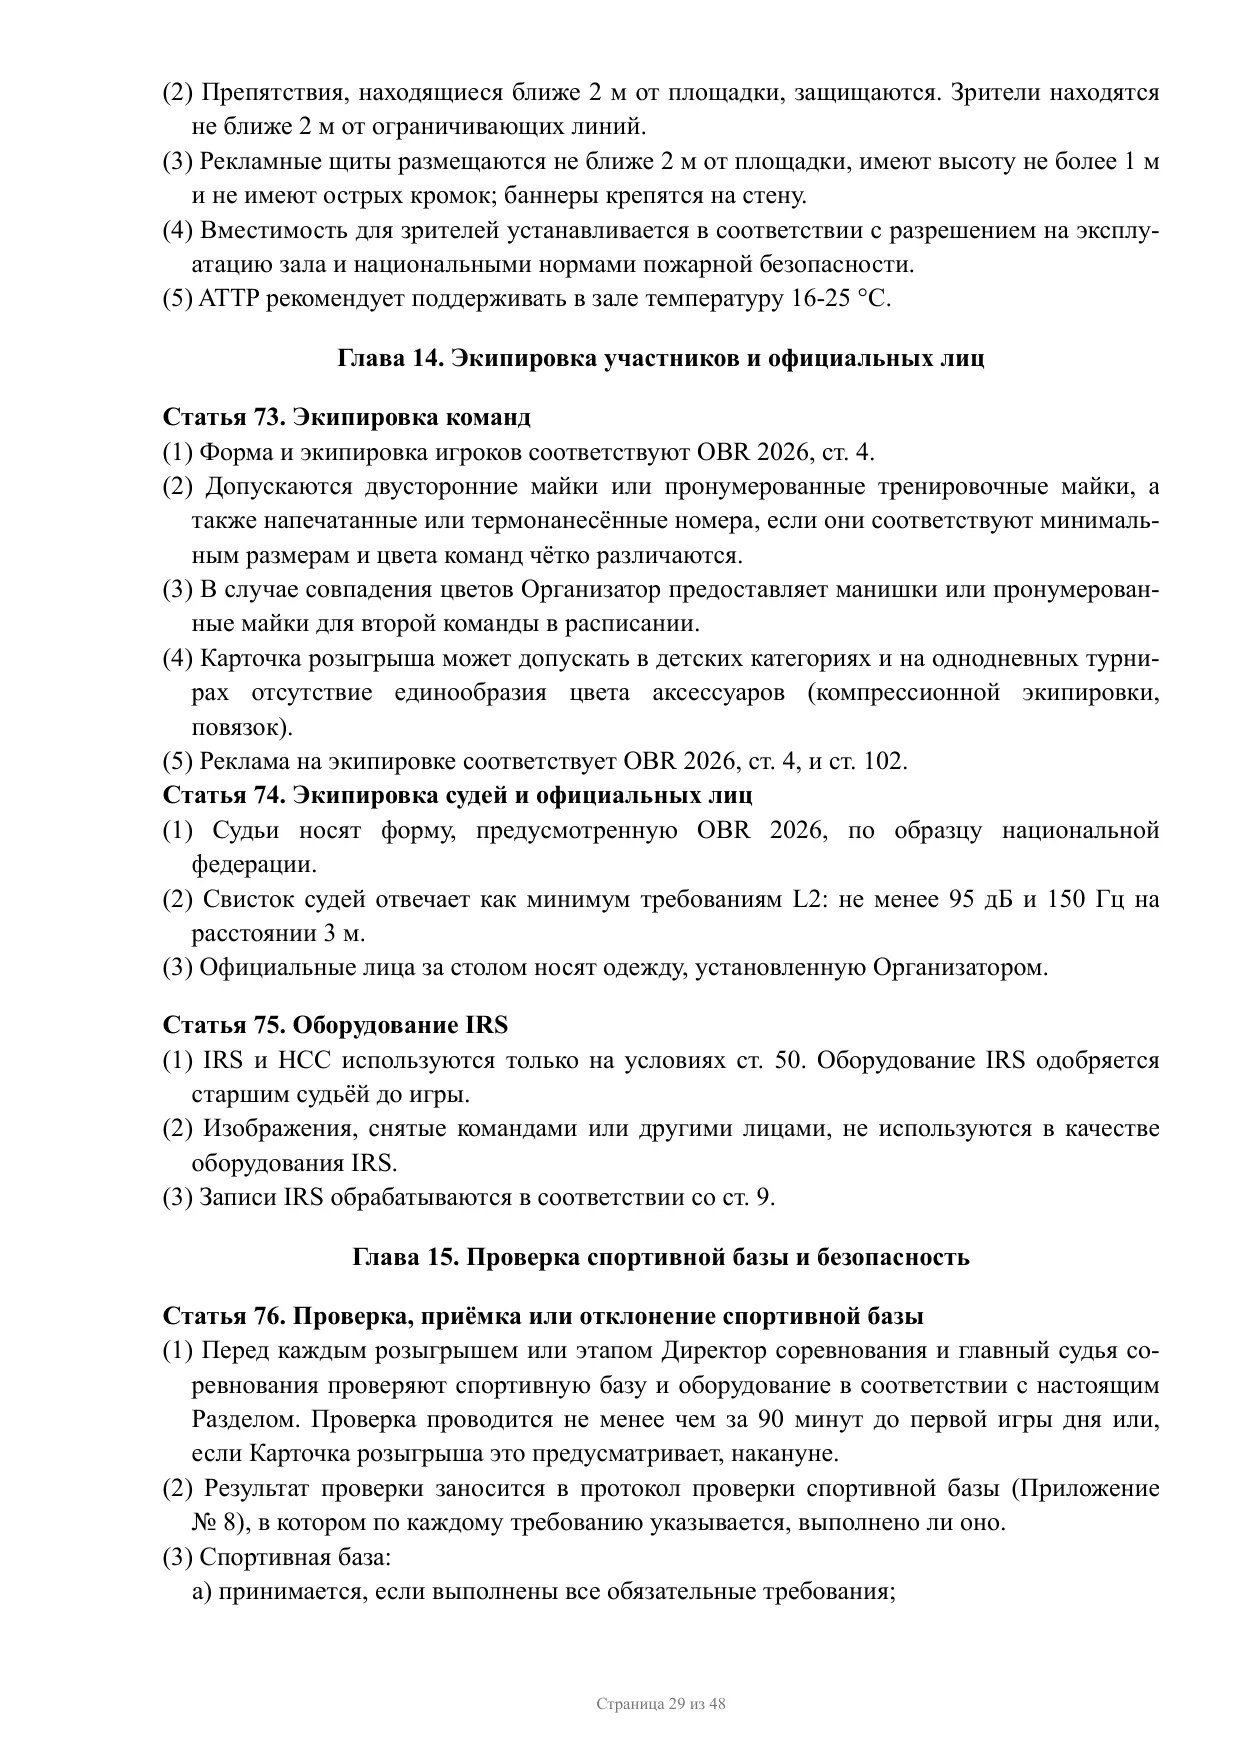 (2) Препятствия, находящиеся ближе 2 м от площадки, защищаются. Зрители находятся
не ближе 2 м от ограничивающих линий.
(3) Рекламные щиты размещаются не ближе 2 м от площадки, имеют высоту не более 1 м
и не имеют острых кромок; баннеры крепятся на стену.
(4) Вместимость для зрителей устанавливается в соответствии с разрешением на эксплу-
атацию зала и национальными нормами пожарной безопасности.
(5) АТТР рекомендует поддерживать в зале температуру 16-25 °C.
Глава 14. Экипировка участников и официальных лиц
Статья 73. Экипировка команд
(1) Форма и экипировка игроков соответствуют OBR 2026, ст. 4.
(2) Допускаются двусторонние майки или пронумерованные тренировочные майки, а
также напечатанные или термонанесённые номера, если они соответствуют минималь-
ным размерам и цвета команд чётко различаются.
(3) В случае совпадения цветов Организатор предоставляет манишки или пронумерован-
ные майки для второй команды в расписании.
(4) Карточка розыгрыша может допускать в детских категориях и на однодневных турни-
рах отсутствие единообразия цвета аксессуаров (компрессионной экипировки,
повязок).
(5) Реклама на экипировке соответствует OBR 2026, ст. 4, и ст. 102.
Статья 74. Экипировка судей и официальных лиц
(1) Судьи носят форму, предусмотренную OBR 2026, по образцу национальной
федерации.
(2) Свисток судей отвечает как минимум требованиям L2: не менее 95 дБ и 150 Гц на
расстоянии 3 м.
(3) Официальные лица за столом носят одежду, установленную Организатором.
Статья 75. Оборудование IRS
(1) IRS и HCC используются только на условиях ст. 50. Оборудование IRS одобряется
старшим судьёй до игры.
(2) Изображения, снятые командами или другими лицами, не используются в качестве
оборудования IRS.
(3) Записи IRS обрабатываются в соответствии со ст. 9.
Глава 15. Проверка спортивной базы и безопасность
Статья 76. Проверка, приёмка или отклонение спортивной базы
(1) Перед каждым розыгрышем или этапом Директор соревнования и главный судья со-
ревнования проверяют спортивную базу и оборудование в соответствии с настоящим
Разделом. Проверка проводится не менее чем за 90 минут до первой игры дня или,
если Карточка розыгрыша это предусматривает, накануне.
(2) Результат проверки заносится в протокол проверки спортивной базы (Приложение
№ 8), в котором по каждому требованию указывается, выполнено ли оно.
(3) Спортивная база:
а) принимается, если выполнены все обязательные требования;
Страница 29 из 48